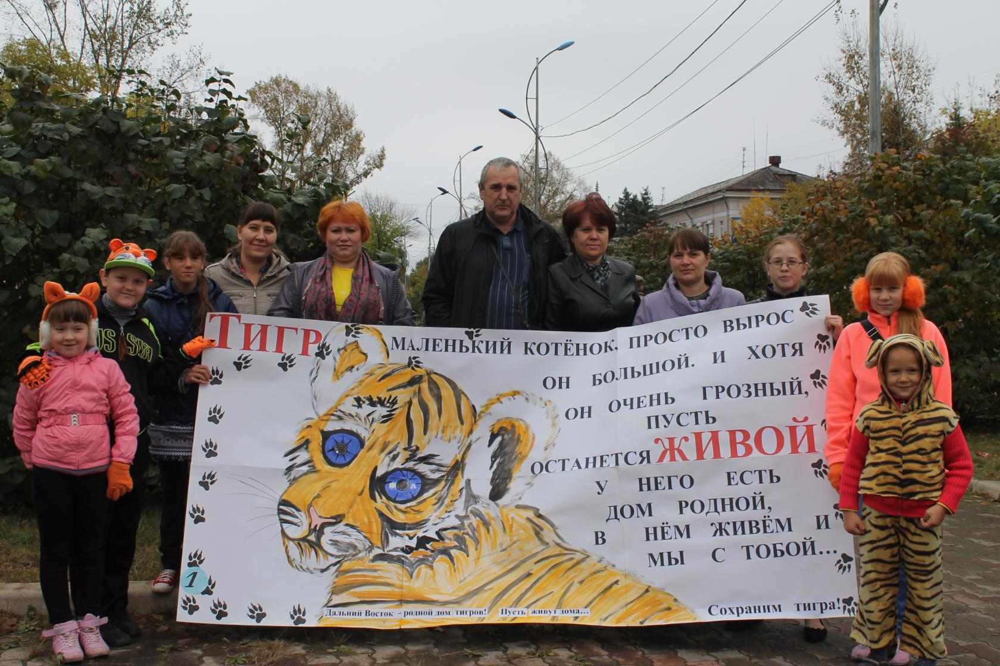 Тигр маленький котёнок, просто вырос
он большой. и хотя
он очень грозный,
пусть
останется живой
у него есть
дом родной,
в нём живём и
мы с тобой...
1
Дальний Восток – родной дом тигров! Пусть живут дома...
Сохраним тигра!